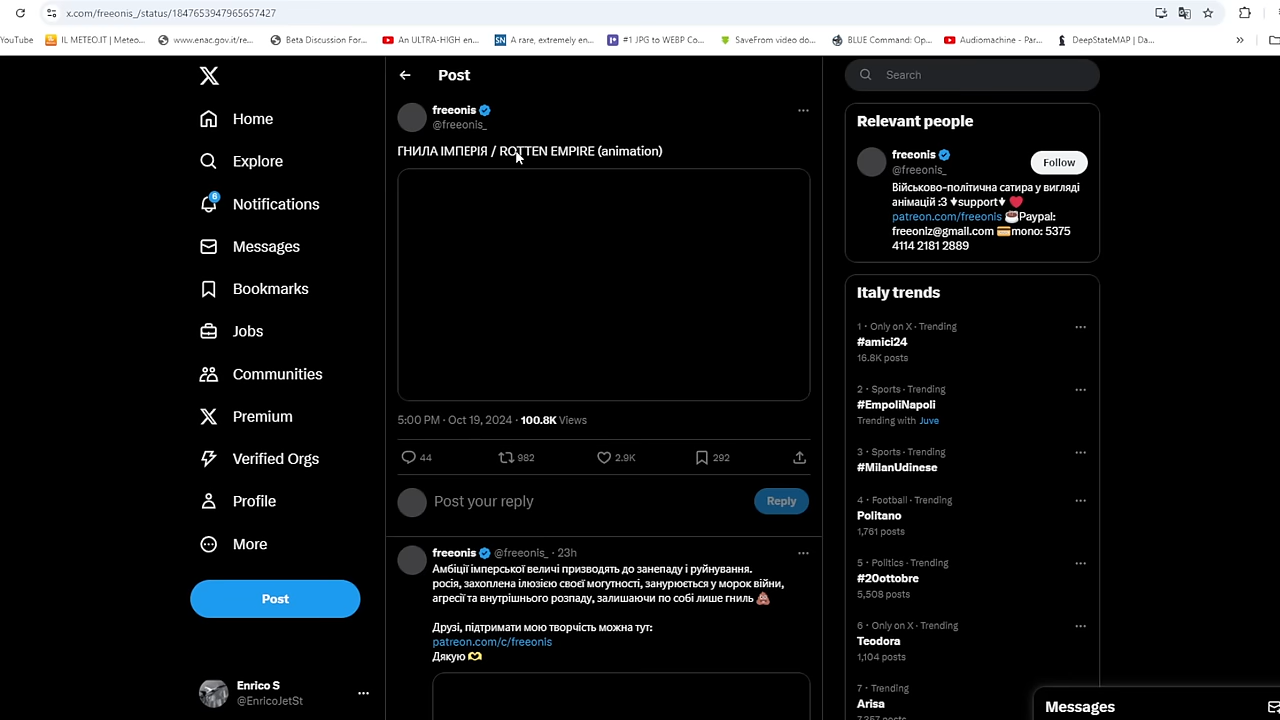 x.com/freeonis_/status/1847653947965657427
YouTube
IL METEO.IT | Meteo...
www.enac.gov.it/re...
Beta Discussion For...
An ULTRA-HIGH en...
A rare, extremely en...
#1 JPG to WEBP Co...
SaveFrom video do...
BLUE Command: Op...
Audiomachine - Par...
DeepStateMAP | Da...
Home
Explore
6
Notifications
Messages
Bookmarks
Jobs
Communities
Premium
Verified Orgs
Profile
More
Post
Enrico S
@EnricoJetSt
Post
freeonis
@freeonis_
ГНИЛА ІМПЕРІЯ / ROTTEN EMPIRE (animation)
5:00 PM · Oct 19, 2024 · 100.8K Views
44 982 2.9K 292
Post your reply
Reply
freeonis @freeonis_ · 23h
Амбіції імперської величі призводять до занепаду і руйнування.
росія, захоплена ілюзією своєї могутності, занурюється у морок війни,
агресії та внутрішнього розпаду, залишаючи по собі лише гниль 💩
Друзі, підтримати мою творчість можна тут:
patreon.com/c/freeonis
Дякую 🫶
Search
Relevant people
freeonis
@freeonis_
Follow
Військово-політична сатира у вигляді
анімацій :3 ⚜support⚜ ❤️
patreon.com/freeonis ☕Paypal:
freeoniz@gmail.com 💳mono: 5375
4114 2181 2889
Italy trends
1 · Only on X · Trending
#amici24
16.8K posts
2 · Sports · Trending
#EmpoliNapoli
Trending with Juve
3 · Sports · Trending
#MilanUdinese
4 · Football · Trending
Politano
1,761 posts
5 · Politics · Trending
#20ottobre
5,508 posts
6 · Only on X · Trending
Teodora
1,104 posts
7 · Trending
Arisa
Messages